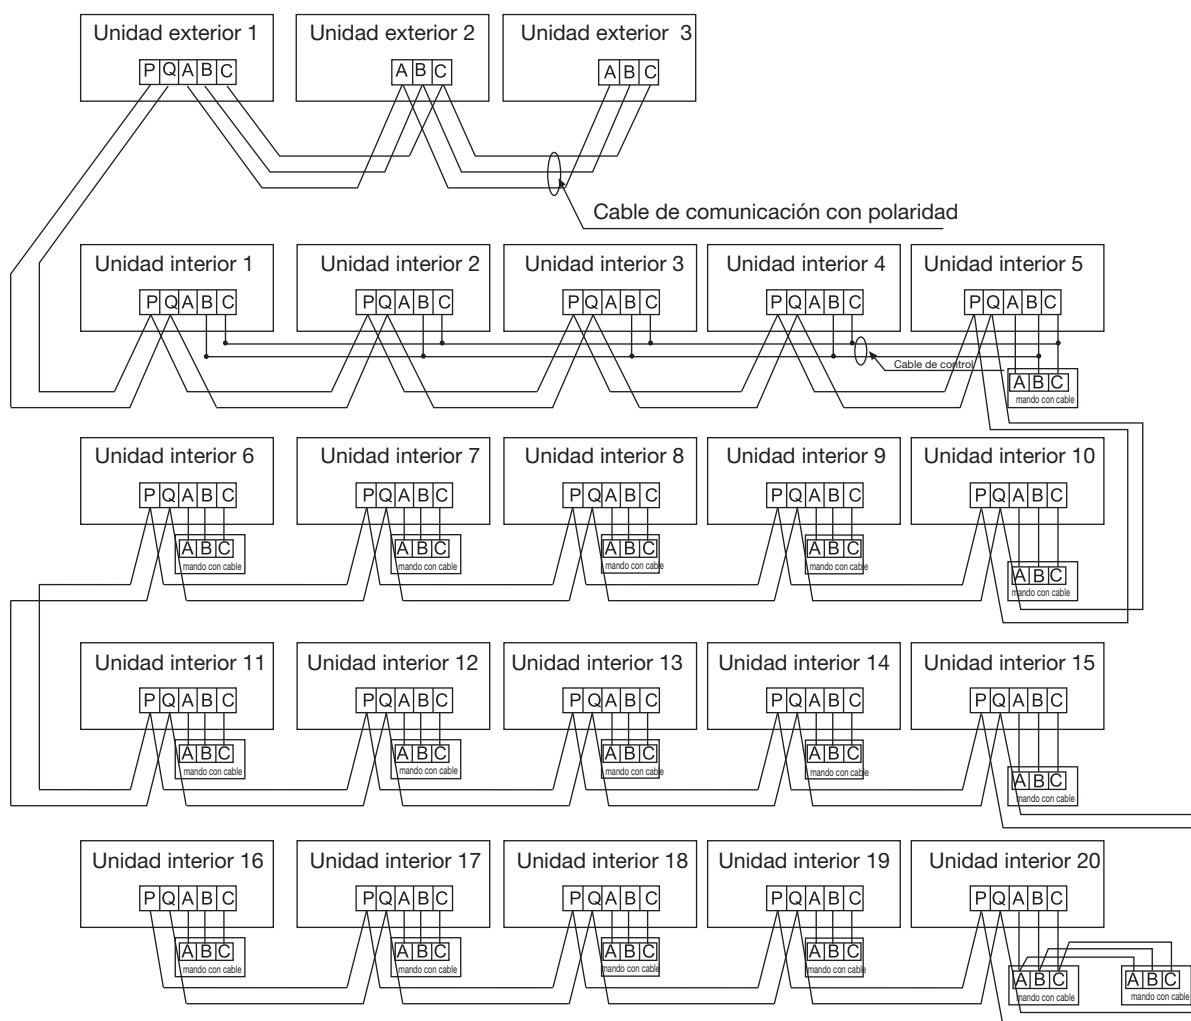 Unidad exterior 1 Unidad exterior 2 Unidad exterior 3
P Q A B C A B C A B C
Cable de comunicación con polaridad
Unidad interior 1 Unidad interior 2 Unidad interior 3 Unidad interior 4 Unidad interior 5
P Q A B C P Q A B C P Q A B C P Q A B C P Q A B C
Cable de control
A B C
mando con cable
Unidad interior 6 Unidad interior 7 Unidad interior 8 Unidad interior 9 Unidad interior 10
P Q A B C P Q A B C P Q A B C P Q A B C P Q A B C
A B C A B C A B C A B C
mando con cable mando con cable mando con cable mando con cable
A B C
mando con cable
Unidad interior 11 Unidad interior 12 Unidad interior 13 Unidad interior 14 Unidad interior 15
P Q A B C P Q A B C P Q A B C P Q A B C P Q A B C
A B C A B C A B C A B C
mando con cable mando con cable mando con cable mando con cable
A B C
mando con cable
Unidad interior 16 Unidad interior 17 Unidad interior 18 Unidad interior 19 Unidad interior 20
P Q A B C P Q A B C P Q A B C P Q A B C P Q A B C
A B C A B C A B C A B C
mando con cable mando con cable mando con cable mando con cable
A B C A B C
mando con cable mando con cable